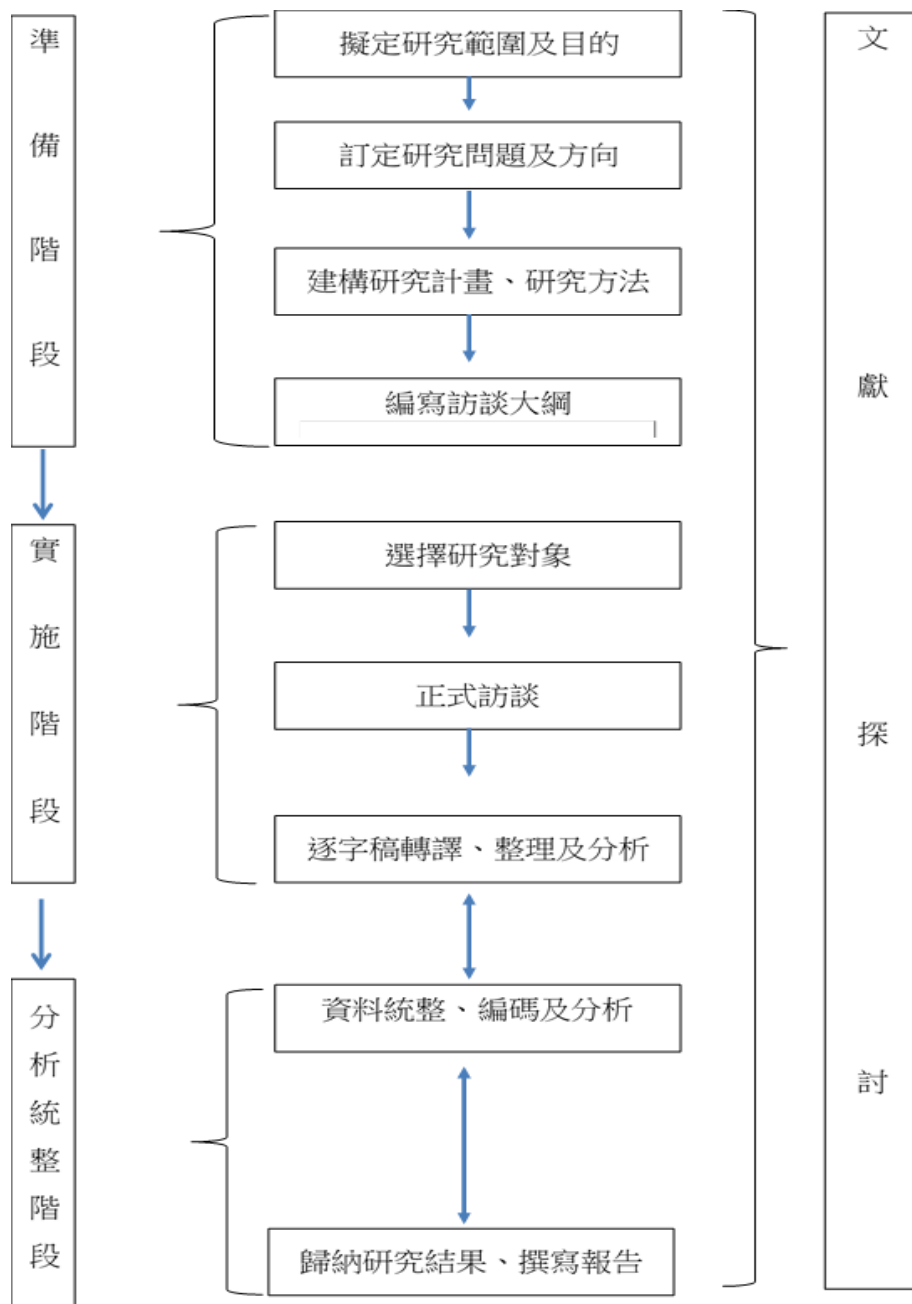 準備階段
擬定研究範圍及目的
訂定研究問題及方向
建構研究計畫、研究方法
編寫訪談大綱
實施階段
選擇研究對象
正式訪談
逐字稿轉譯、整理及分析
分析統整階段
資料統整、編碼及分析
歸納研究結果、撰寫報告
文獻探討